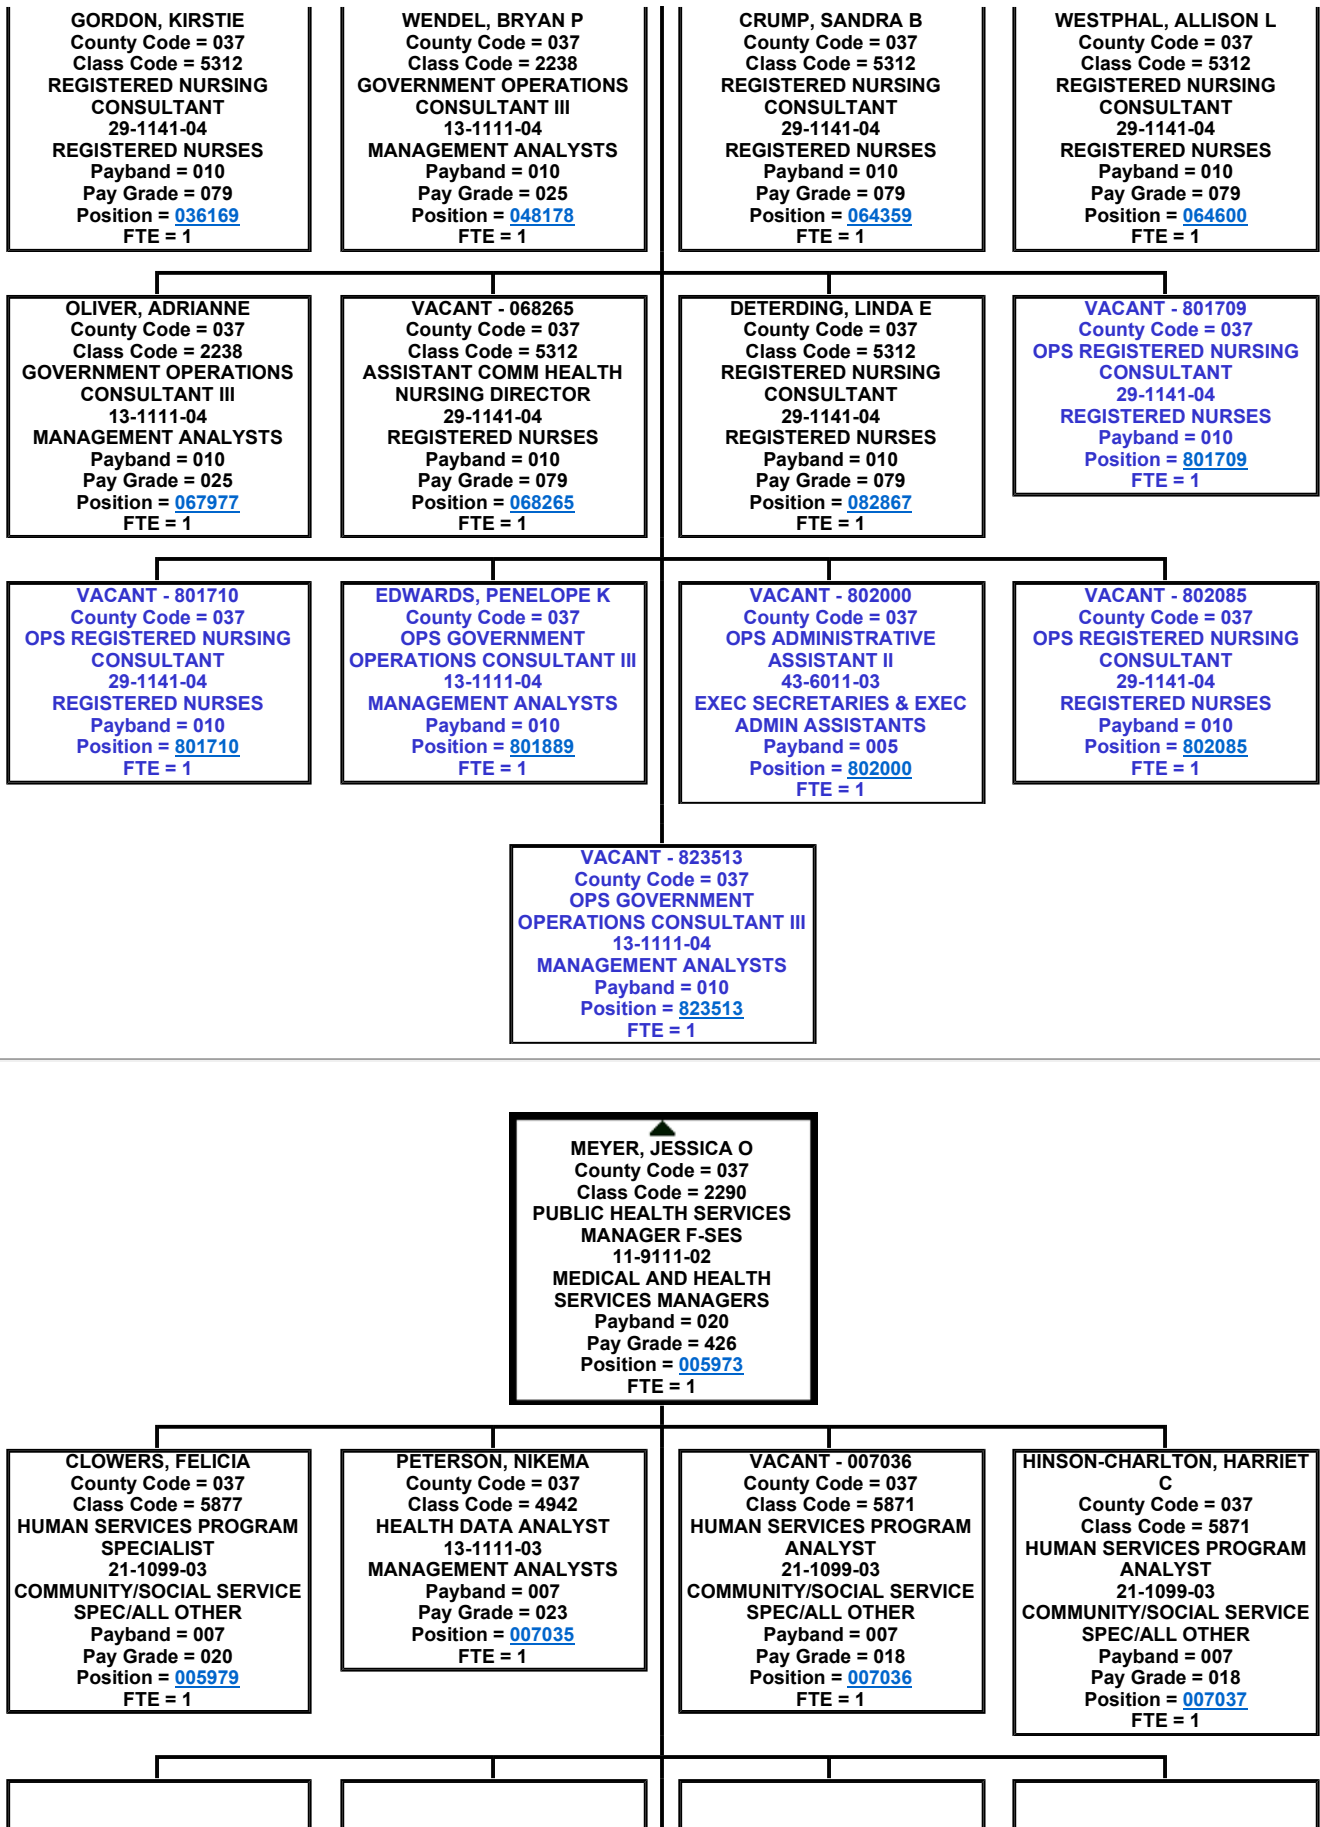 GORDON, KIRSTIE
County Code = 037
Class Code = 5312
REGISTERED NURSING
CONSULTANT
29-1141-04
REGISTERED NURSES
Payband = 010
Pay Grade = 079
Position = 036169
FTE = 1
WENDEL, BRYAN P
County Code = 037
Class Code = 2238
GOVERNMENT OPERATIONS
CONSULTANT III
13-1111-04
MANAGEMENT ANALYSTS
Payband = 010
Pay Grade = 025
Position = 048178
FTE = 1
CRUMP, SANDRA B
County Code = 037
Class Code = 5312
REGISTERED NURSING
CONSULTANT
29-1141-04
REGISTERED NURSES
Payband = 010
Pay Grade = 079
Position = 064359
FTE = 1
WESTPHAL, ALLISON L
County Code = 037
Class Code = 5312
REGISTERED NURSING
CONSULTANT
29-1141-04
REGISTERED NURSES
Payband = 010
Pay Grade = 079
Position = 064600
FTE = 1
OLIVER, ADRIANNE
County Code = 037
Class Code = 2238
GOVERNMENT OPERATIONS
CONSULTANT III
13-1111-04
MANAGEMENT ANALYSTS
Payband = 010
Pay Grade = 025
Position = 067977
FTE = 1
VACANT - 068265
County Code = 037
Class Code = 5312
ASSISTANT COMM HEALTH
NURSING DIRECTOR
29-1141-04
REGISTERED NURSES
Payband = 010
Pay Grade = 079
Position = 068265
FTE = 1
DETERDING, LINDA E
County Code = 037
Class Code = 5312
REGISTERED NURSING
CONSULTANT
29-1141-04
REGISTERED NURSES
Payband = 010
Pay Grade = 079
Position = 082867
FTE = 1
VACANT - 801709
County Code = 037
OPS REGISTERED NURSING
CONSULTANT
29-1141-04
REGISTERED NURSES
Payband = 010
Position = 801709
FTE = 1
VACANT - 801710
County Code = 037
OPS REGISTERED NURSING
CONSULTANT
29-1141-04
REGISTERED NURSES
Payband = 010
Position = 801710
FTE = 1
EDWARDS, PENELOPE K
County Code = 037
OPS GOVERNMENT
OPERATIONS CONSULTANT III
13-1111-04
MANAGEMENT ANALYSTS
Payband = 010
Position = 801889
FTE = 1
VACANT - 802000
County Code = 037
OPS ADMINISTRATIVE
ASSISTANT II
43-6011-03
EXEC SECRETARIES & EXEC
ADMIN ASSISTANTS
Payband = 005
Position = 802000
FTE = 1
VACANT - 802085
County Code = 037
OPS REGISTERED NURSING
CONSULTANT
29-1141-04
REGISTERED NURSES
Payband = 010
Position = 802085
FTE = 1
VACANT - 823513
County Code = 037
OPS GOVERNMENT
OPERATIONS CONSULTANT III
13-1111-04
MANAGEMENT ANALYSTS
Payband = 010
Position = 823513
FTE = 1
MEYER, JESSICA O
County Code = 037
Class Code = 2290
PUBLIC HEALTH SERVICES
MANAGER F-SES
11-9111-02
MEDICAL AND HEALTH
SERVICES MANAGERS
Payband = 020
Pay Grade = 426
Position = 005973
FTE = 1
CLOWERS, FELICIA
County Code = 037
Class Code = 5877
HUMAN SERVICES PROGRAM
SPECIALIST
21-1099-03
COMMUNITY/SOCIAL SERVICE
SPEC/ALL OTHER
Payband = 007
Pay Grade = 020
Position = 005979
FTE = 1
PETERSON, NIKEMA
County Code = 037
Class Code = 4942
HEALTH DATA ANALYST
13-1111-03
MANAGEMENT ANALYSTS
Payband = 007
Pay Grade = 023
Position = 007035
FTE = 1
VACANT - 007036
County Code = 037
Class Code = 5871
HUMAN SERVICES PROGRAM
ANALYST
21-1099-03
COMMUNITY/SOCIAL SERVICE
SPEC/ALL OTHER
Payband = 007
Pay Grade = 018
Position = 007036
FTE = 1
HINSON-CHARLTON, HARRIET
C
County Code = 037
Class Code = 5871
HUMAN SERVICES PROGRAM
ANALYST
21-1099-03
COMMUNITY/SOCIAL SERVICE
SPEC/ALL OTHER
Payband = 007
Pay Grade = 018
Position = 007037
FTE = 1